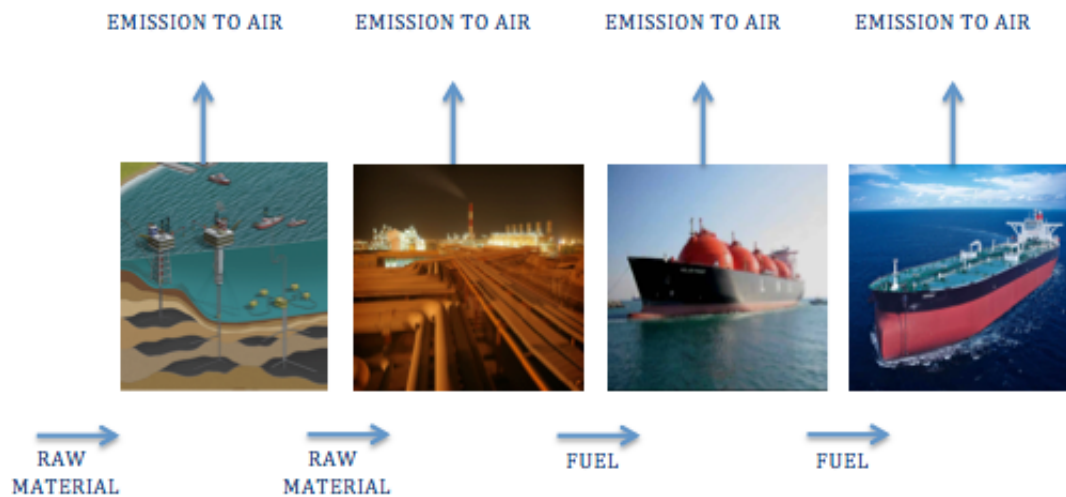 EMISSION TO AIR
EMISSION TO AIR
EMISSION TO AIR
EMISSION TO AIR
RAW
MATERIAL
RAW
MATERIAL
FUEL
FUEL